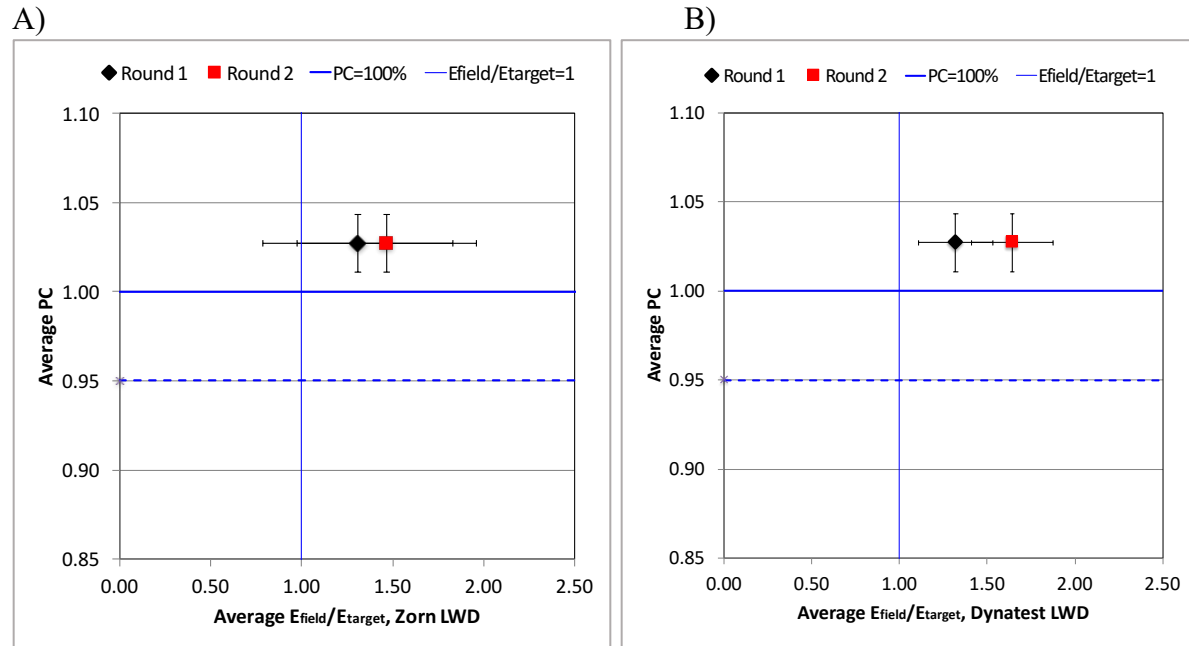 A)
B)
Round 1 Round 2 PC=100% Efield/Etarget=1
1.10
1.05
1.00
0.95
0.90
0.85
Average PC
0.00 0.50 1.00 1.50 2.00 2.50
Average Efield/Etarget, Zorn LWD
Round 1 Round 2 PC=100% Efield/Etarget=1
1.10
1.05
1.00
0.95
0.90
0.85
Average PC
0.00 0.50 1.00 1.50 2.00 2.50
Average Efield/Etarget, Dynatest LWD